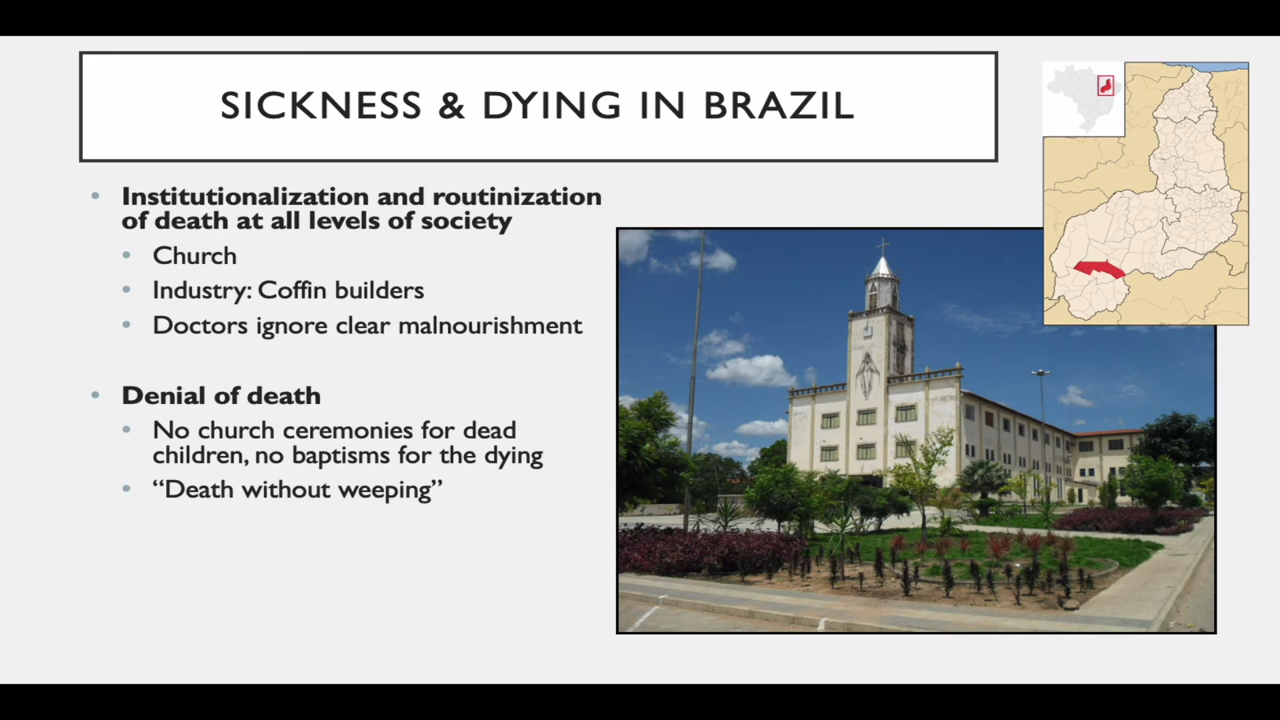 SICKNESS & DYING IN BRAZIL
• Institutionalization and routinization
of death at all levels of society
• Church
• Industry: Coffin builders
• Doctors ignore clear malnourishment
• Denial of death
• No church ceremonies for dead
children, no baptisms for the dying
• “Death without weeping”